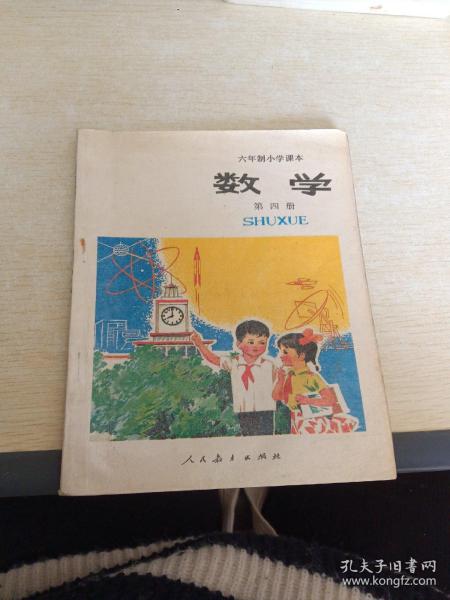 六年制小学课本
数学
第四册
SHUXUE
人民教育出版社
孔夫子旧书网
www.kongfz.com